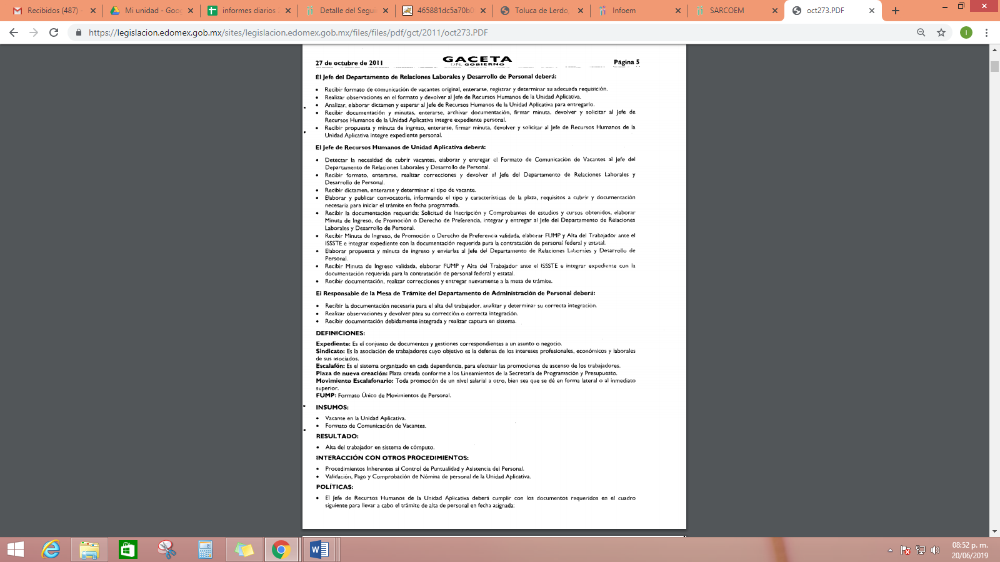 Recibidos (487) -
Mi unidad - Goog
informes diarios 2
Detalle del Segui
465881dc5a70b0
Toluca de Lerdo,
Infoem
SARCOEM
oct273.PDF
https://legislacion.edomex.gob.mx/sites/legislacion.edomex.gob.mx/files/files/pdf/gct/2011/oct273.PDF
I
27 de octubre de 2011
GACETA
DEL GOBIERNO
Página 5
El Jefe del Departamento de Relaciones Laborales y Desarrollo de Personal deberá:
• Recibir formato de comunicación de vacantes original, enterarse, registrar y determinar su adecuada requisición.
• Realizar observaciones en el formato y devolver al Jefe de Recursos Humanos de la Unidad Aplicativa.
• Analizar, elaborar dictamen y esperar al Jefe de Recursos Humanos de la Unidad Aplicativa para entregarlo.
• Recibir documentación y minutas, enterarse, archivar documentación, firmar minuta, devolver y solicitar al Jefe de
Recursos Humanos de la Unidad Aplicativa integre expediente personal.
• Recibir propuesta y minuta de ingreso, enterarse, firmar minuta, devolver y solicitar al Jefe de Recursos Humanos de la
Unidad Aplicativa integre expediente personal.
El Jefe de Recursos Humanos de Unidad Aplicativa deberá:
• Detectar la necesidad de cubrir vacantes, elaborar y entregar el Formato de Comunicación de Vacantes al Jefe del
Departamento de Relaciones Laborales y Desarrollo de Personal.
• Recibir formato, enterarse, realizar correcciones y devolver al Jefe del Departamento de Relaciones Laborales y
Desarrollo de Personal.
• Recibir dictamen, enterarse y determinar el tipo de vacante.
• Elaborar y publicar convocatoria, informando el tipo y características de la plaza, requisitos a cubrir y documentación
necesaria para iniciar el trámite en fecha programada.
• Recibir la documentación requerida: Solicitud de Inscripción y Comprobantes de estudios y cursos obtenidos, elaborar
Minuta de Ingreso, de Promoción o Derecho de Preferencia, integrar y entregar al Jefe del Departamento de Relaciones
Laborales y Desarrollo de Personal.
• Recibir Minuta de Ingreso, de Promoción o Derecho de Preferencia validada, elaborar FUMP y Alta del Trabajador ante el
ISSSTE e integrar expediente con la documentación requerida para la contratación de personal federal y estatal.
• Elaborar propuesta y minuta de ingreso y enviarlas al Jefe del Departamento de Relaciones Laborales y Desarrollo de
Personal.
• Recibir Minuta de Ingreso validada, elaborar FUMP y Alta del Trabajador ante el ISSSTE e integrar expediente con la
documentación requerida para la contratación de personal federal y estatal.
• Recibir documentación, realizar correcciones y entregar nuevamente a la mesa de trámite.
El Responsable de la Mesa de Trámite del Departamento de Administración de Personal deberá:
• Recibir la documentación necesaria para el alta del trabajador, analizar y determinar su correcta integración.
• Realizar observaciones y devolver para su corrección o correcta integración.
• Recibir documentación debidamente integrada y realizar captura en sistema.
DEFINICIONES:
Expediente: Es el conjunto de documentos y gestiones correspondientes a un asunto o negocio.
Sindicato: Es la asociación de trabajadores cuyo objetivo es la defensa de los intereses profesionales, económicos y laborales
de sus asociados.
Escalafón: Es el sistema organizado en cada dependencia, para efectuar las promociones de ascenso de los trabajadores.
Plaza de nueva creación: Plaza creada conforme a los Lineamientos de la Secretaría de Programación y Presupuesto.
Movimiento Escalafonario: Toda promoción de un nivel salarial a otro, bien sea que se dé en forma lateral o al inmediato
superior.
FUMP: Formato Único de Movimientos de Personal.
INSUMOS:
• Vacante en la Unidad Aplicativa.
• Formato de Comunicación de Vacantes.
RESULTADO:
• Alta del trabajador en sistema de cómputo.
INTERACCIÓN CON OTROS PROCEDIMIENTOS:
• Procedimientos Inherentes al Control de Puntualidad y Asistencia del Personal.
• Validación, Pago y Comprobación de Nómina de personal de la Unidad Aplicativa.
POLÍTICAS:
• El Jefe de Recursos Humanos de la Unidad Aplicativa deberá cumplir con los documentos requeridos en el cuadro
siguiente para llevar a cabo el trámite de alta de personal en fecha asignada:
08:52 p. m.
20/06/2019